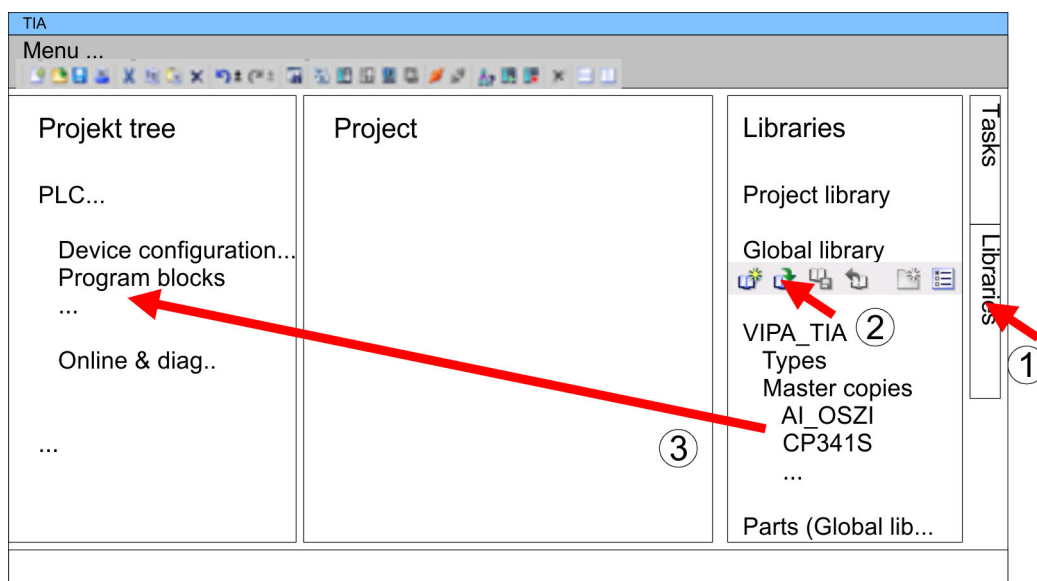 TIA
Menu ...
Projekt tree
PLC...
Device configuration...
Program blocks
...
Online & diag..
...
Project
③
Libraries
Project library
Global library
②
VIPA_TIA
Types
Master copies
AI_OSZI
CP341S
...
Parts (Global lib...
Tasks
Libraries
①